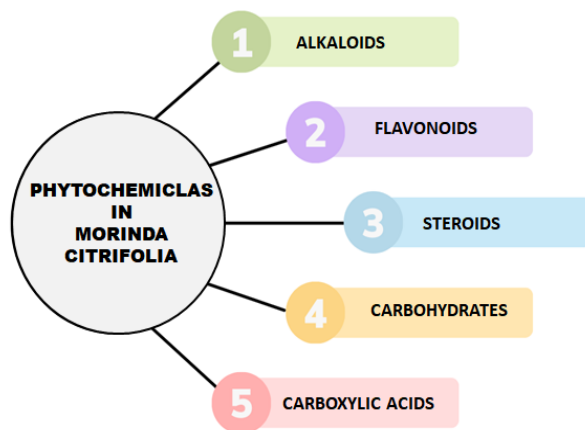 PHYTOCHEMICLAS
IN
MORINDA
CITRIFOLIA
1 ALKALOIDS
2 FLAVONOIDS
3 STEROIDS
4 CARBOHYDRATES
5 CARBOXYLIC ACIDS